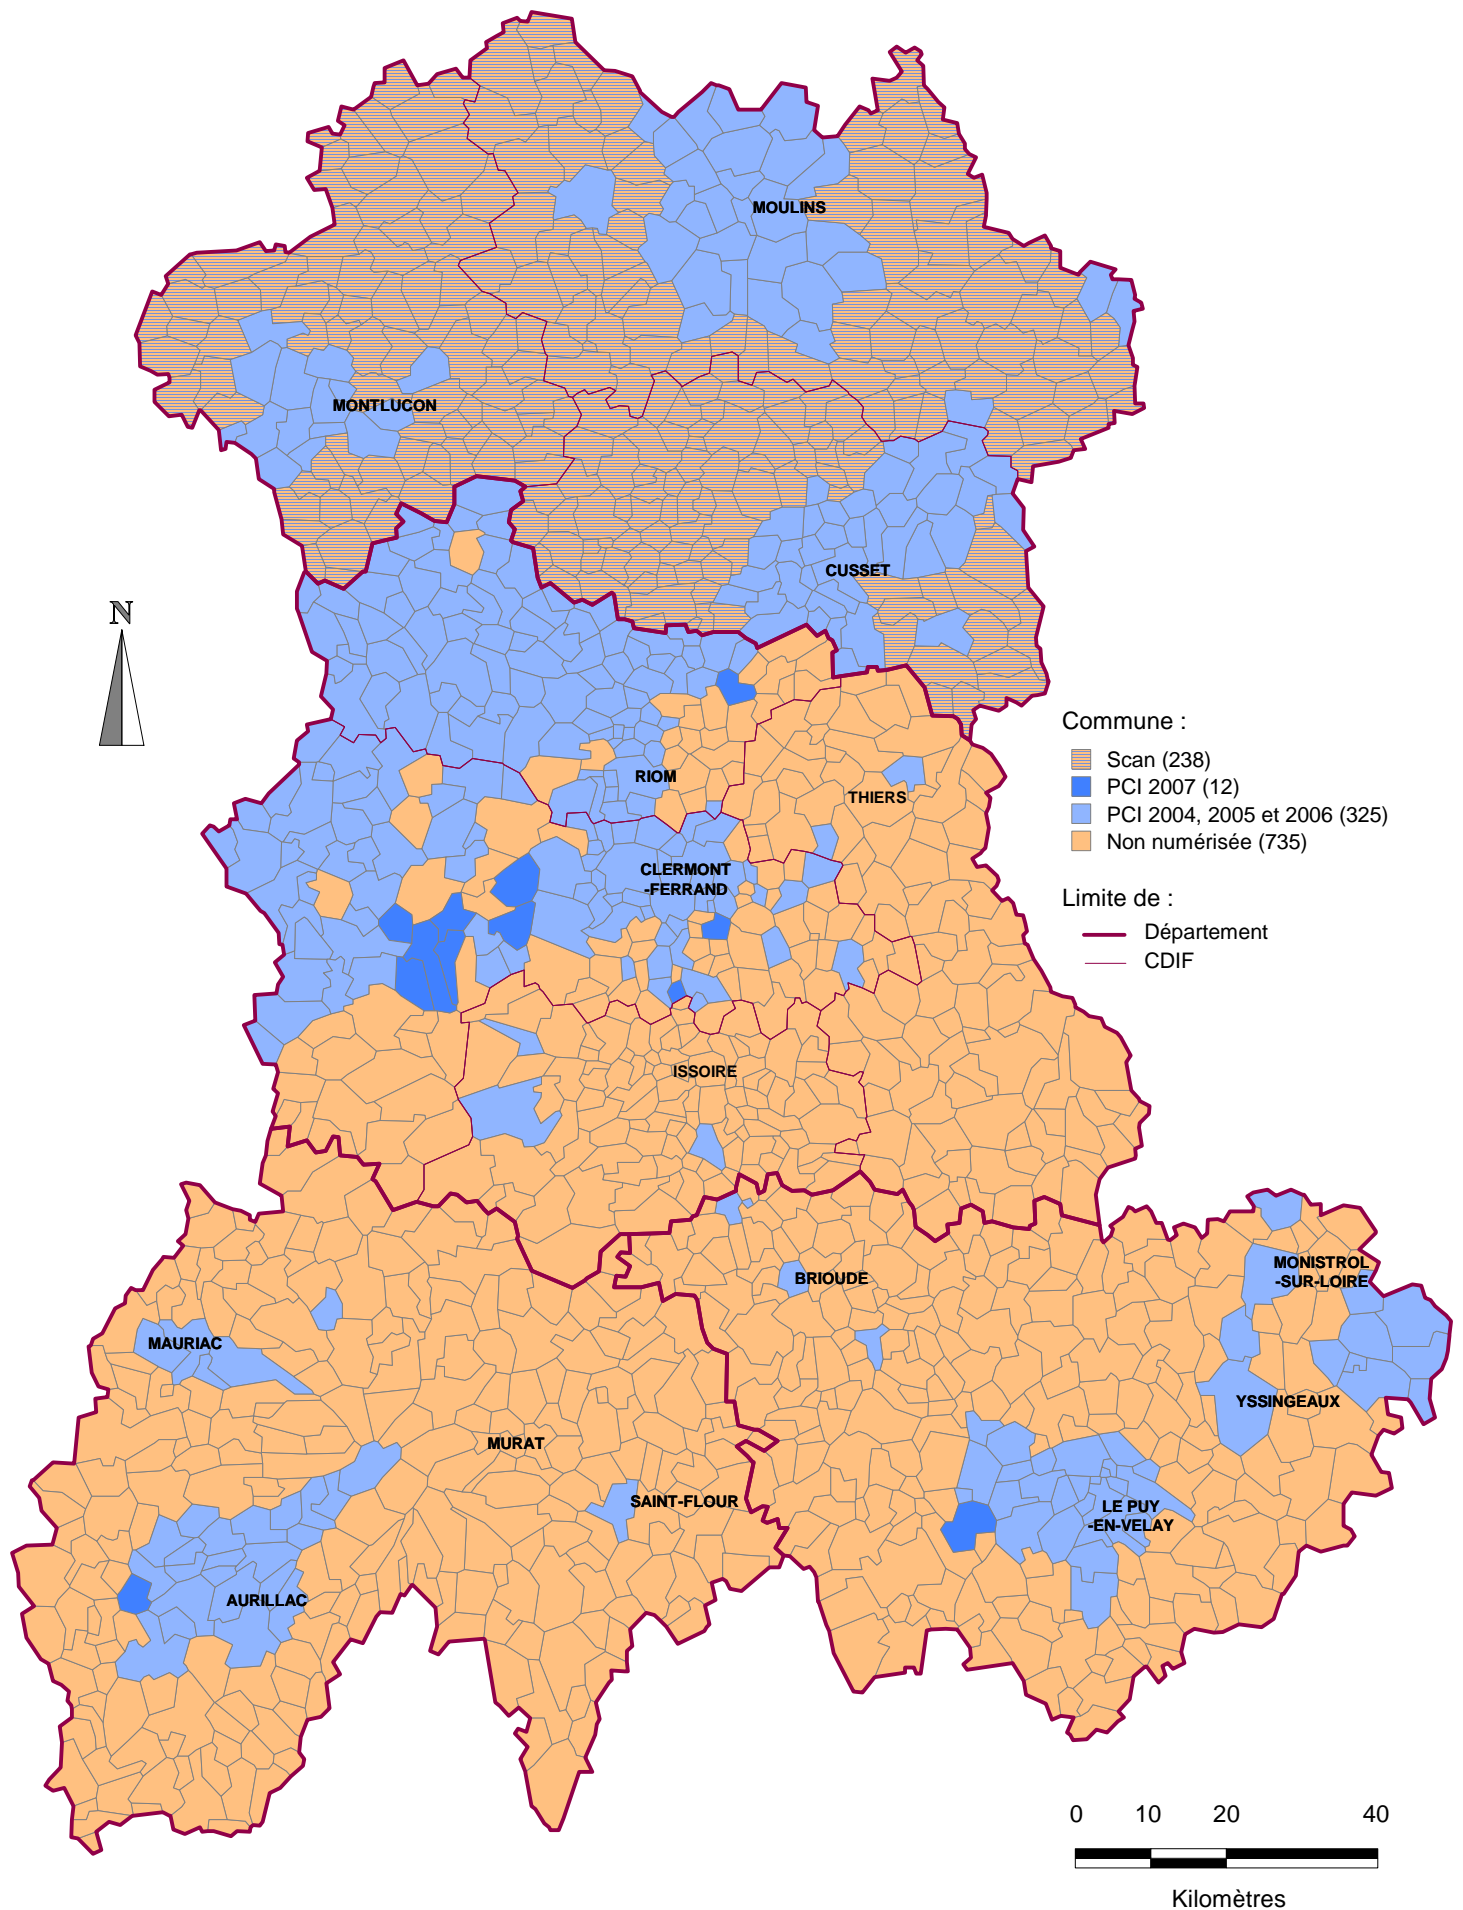 MOULINS
MONTLUCON
CUSSET
N
Commune :
Scan (238)
PCI 2007 (12)
PCI 2004, 2005 et 2006 (325)
Non numérisée (735)
RIOM
THIERS
CLERMONT
-FERRAND
Limite de :
Département
CDIF
ISSOIRE
BRIOUDE
MONISTROL
-SUR-LOIRE
MAURIAC
YSSINGEAUX
MURAT
SAINT-FLOUR
LE PUY
-EN-VELAY
AURILLAC
0 10 20 40
Kilomètres